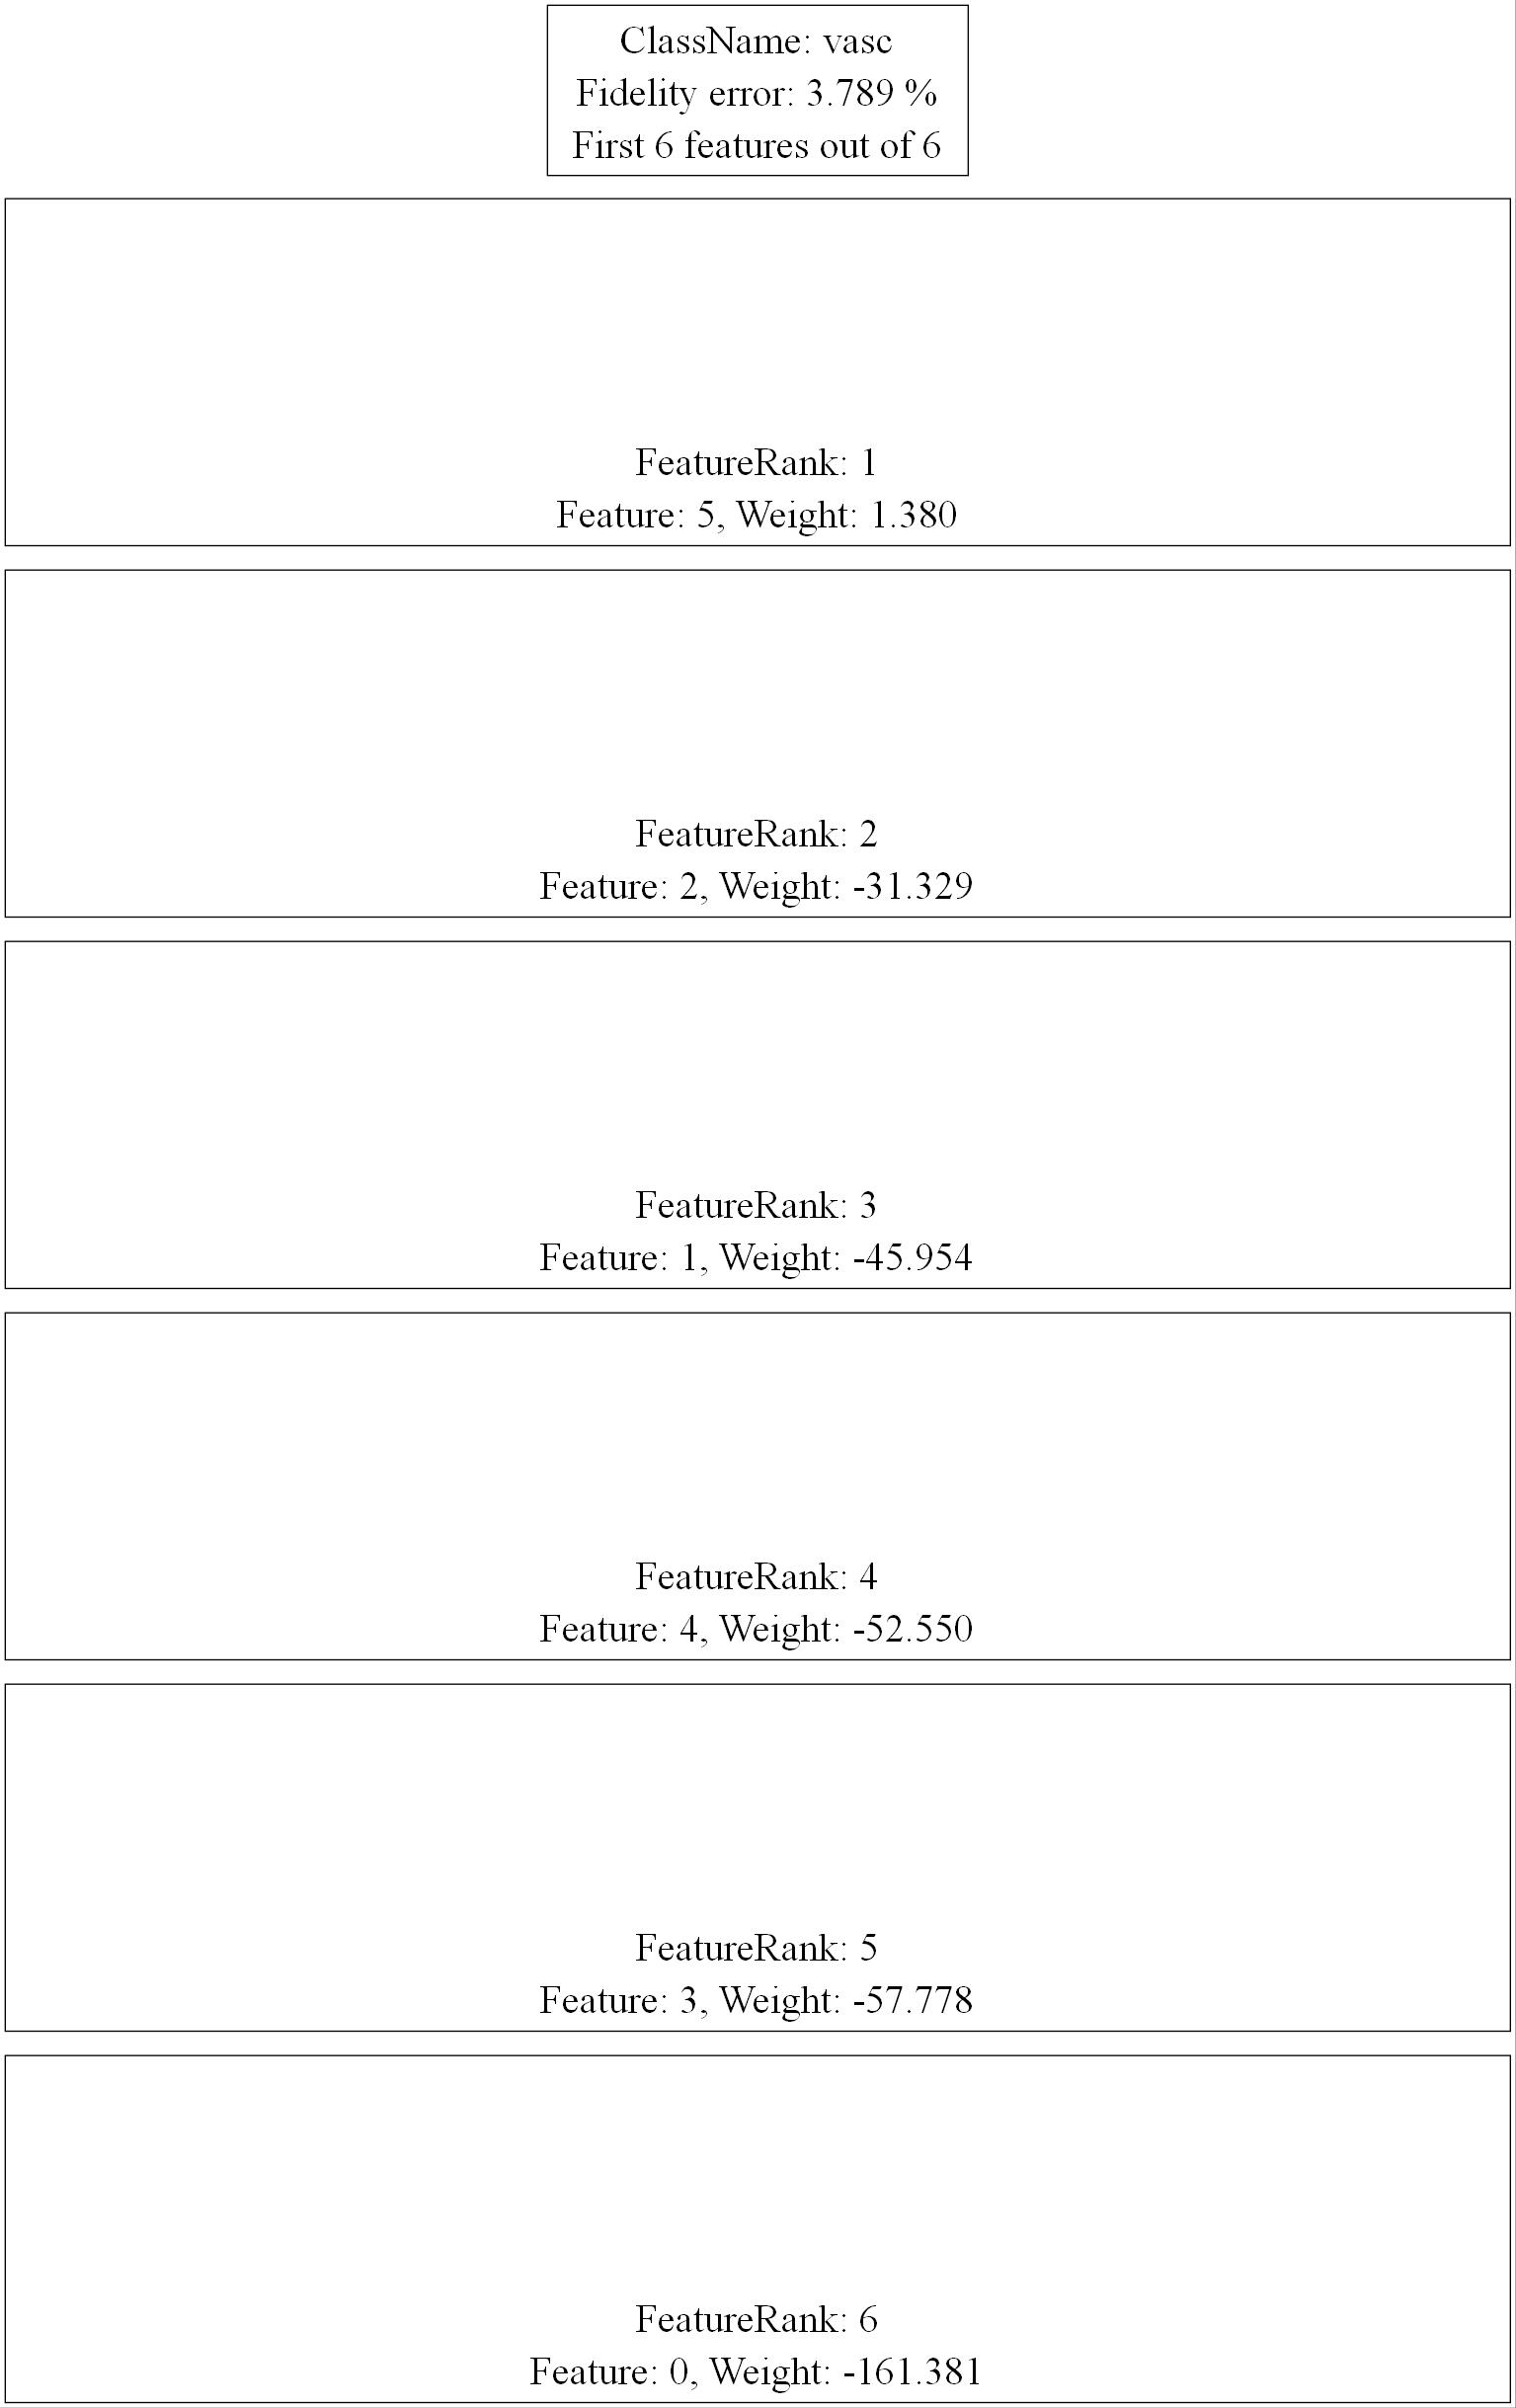 ClassName: vasc
Fidelity error: 3.789 %
First 6 features out of 6
FeatureRank: 1
Feature: 5, Weight: 1.380
FeatureRank: 2
Feature: 2, Weight: -31.329
FeatureRank: 3
Feature: 1, Weight: -45.954
FeatureRank: 4
Feature: 4, Weight: -52.550
FeatureRank: 5
Feature: 3, Weight: -57.778
FeatureRank: 6
Feature: 0, Weight: -161.381